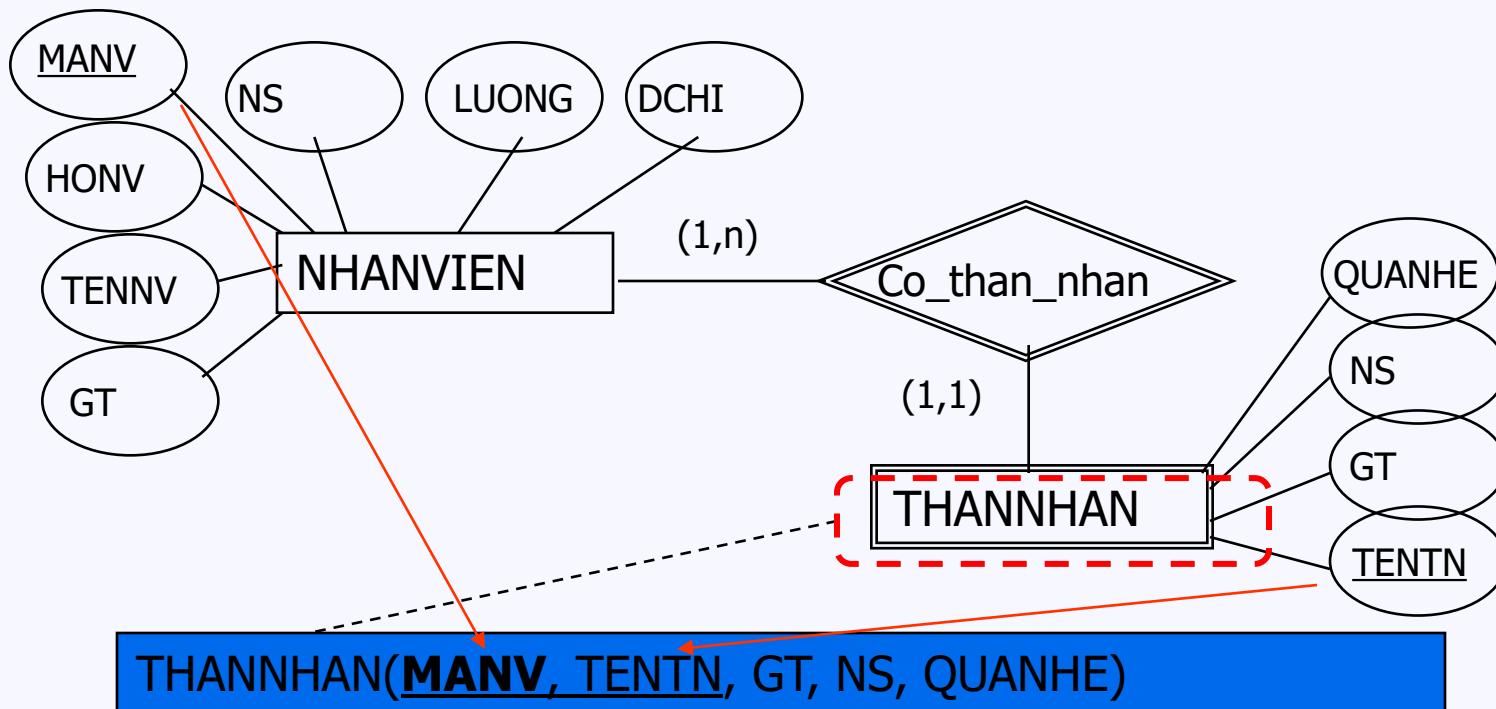 MANV
NS
LUONG
DCHI
HONV
TENNV
GT
NHANVIEN
(1,n)
Co_than_nhan
(1,1)
QUANHE
NS
GT
TENTN
THANNHAN
THANNHAN(MANV, TENTN, GT, NS, QUANHE)